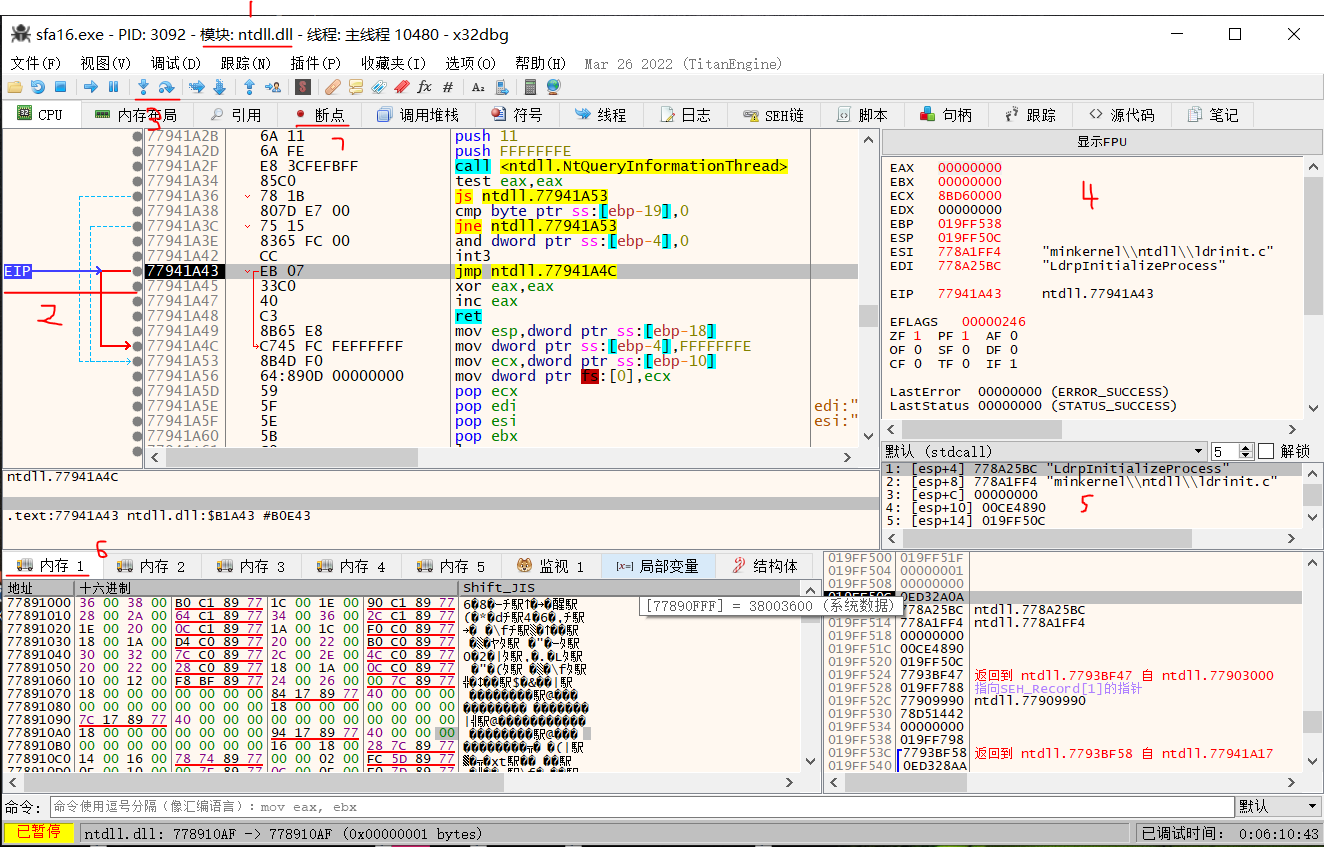 1
sfa16.exe - PID: 3092 - 模块: ntdll.dll - 线程: 主线程 10480 - x32dbg
文件(F) 视图(V) 调试(D) 跟踪(N) 插件(P) 收藏夹(I) 选项(O) 帮助(H) Mar 26 2022 (TitanEngine)
CPU 内存布局 引用 断点 调用堆栈 符号 线程 日志 SEH链 脚本 句柄 跟踪 源代码 笔记
3 7
77941A2B 6A 11 push 11
77941A2D 6A FE push FFFFFFFE
call <ntdll.NtQueryInformationThread>
77941A34 85C0 test eax,eax
77941A36 78 1B js ntdll.77941A53
77941A38 807D E7 00 cmp byte ptr ss:[ebp-19],0
77941A3C 75 15 jne ntdll.77941A53
77941A3E 8365 FC 00 and dword ptr ss:[ebp-4],0
77941A42 CC int3
EIP 77941A43 EB 07 jmp ntdll.77941A4C
77941A45 33C0 xor eax,eax
2
77941A47 40 inc eax
77941A48 C3 ret
77941A49 8B65 E8 mov esp,dword ptr ss:[ebp-18]
77941A4C C745 FC FEFFFFFF mov dword ptr ss:[ebp-4],FFFFFFFE
77941A53 8B4D F0 mov ecx,dword ptr ss:[ebp-10]
77941A56 64:890D 00000000 mov dword ptr fs:[0],ecx
77941A5D 59 pop ecx
77941A5E 5F pop edi edi:"
77941A5F 5E pop esi esi:"
77941A60 5B pop ebx
显示FPU
EAX 00000000
EBX 00000000
ECX 8BD60000
EDX 00000000
EBP 019FF538
ESP 019FF50C
ESI 778A1FF4 "minkernel\\ntdll\\ldrinit.c"
EDI 778A25BC "LdrpInitializeProcess"
4
EIP 77941A43 ntdll.77941A43
EFLAGS 00000246
ZF 1 PF 1 AF 0
OF 0 SF 0 DF 0
CF 0 TF 0 IF 1
LastError 00000000 (ERROR_SUCCESS)
LastStatus 00000000 (STATUS_SUCCESS)
默认 (stdcall) 5 解锁
1: [esp+4] 778A25BC "LdrpInitializeProcess"
2: [esp+8] 778A1FF4 "minkernel\\ntdll\\ldrinit.c"
3: [esp+C] 00000000
4: [esp+10] 00CE4890
5: [esp+14] 019FF50C
5
ntdll.77941A4C
.text:77941A43 ntdll.dll:$B1A43 #B0E43
6
内存 1 内存 2 内存 3 内存 4 内存 5 监视 1 [x=] 局部变量 结构体
地址 十六进制 Shift_JIS
77891000 36 00 38 00 B0 C1 89 77 1C 00 1E 00 90 C1 89 77
77891010 28 00 2A 00 64 C1 89 77 34 00 36 00 2C C1 89 77
77891020 1E 00 20 00 0C C1 89 77 1A 00 1C 00 F0 C0 89 77
77891030 18 00 1A 00 D4 C0 89 77 20 00 22 00 B0 C0 89 77
77891040 30 00 32 00 7C C0 89 77 2C 00 2E 00 4C C0 89 77
77891050 20 00 22 00 28 C0 89 77 18 00 1A 00 0C C0 89 77
77891060 10 00 12 00 F8 BF 89 77 24 00 26 00 00 7C 89 77
77891070 18 00 00 00 00 00 00 00 84 17 89 77 40 00 00 00
77891080 00 00 00 00 00 00 00 00 18 00 00 00 00 00 00 00
77891090 7C 17 89 77 40 00 00 00 00 00 00 00 00 00 00 00
778910A0 18 00 00 00 00 00 00 00 94 17 89 77 40 00 00 00
778910B0 00 00 00 00 00 00 00 00 16 00 18 00 28 7C 89 77
778910C0 14 00 16 00 78 74 89 77 00 00 02 00 FC 5D 89 77
[77890FFF] = 38003600 (系统数据)
019FF500 019FF51F
019FF504 00000001
019FF508 00000000
019FF50C 0ED32A0A
778A25BC ntdll.778A25BC
019FF514 778A1FF4 ntdll.778A1FF4
019FF518 00000000
019FF51C 00CE4890
019FF520 019FF50C
019FF524 7793BF47 返回到 ntdll.7793BF47 自 ntdll.77903000
019FF528 019FF788 指向SEH_Record[1]的指针
019FF52C 77909990 ntdll.77909990
019FF530 78D51442
019FF534 00000000
019FF538 019FF798
019FF53C 7793BF58 返回到 ntdll.7793BF58 自 ntdll.77941A17
019FF540 0ED328AA
命令: 命令使用逗号分隔（像汇编语言）: mov eax, ebx 默认
已暂停 ntdll.dll: 778910AF -> 778910AF (0x00000001 bytes) 已调试时间: 0:06:10:43